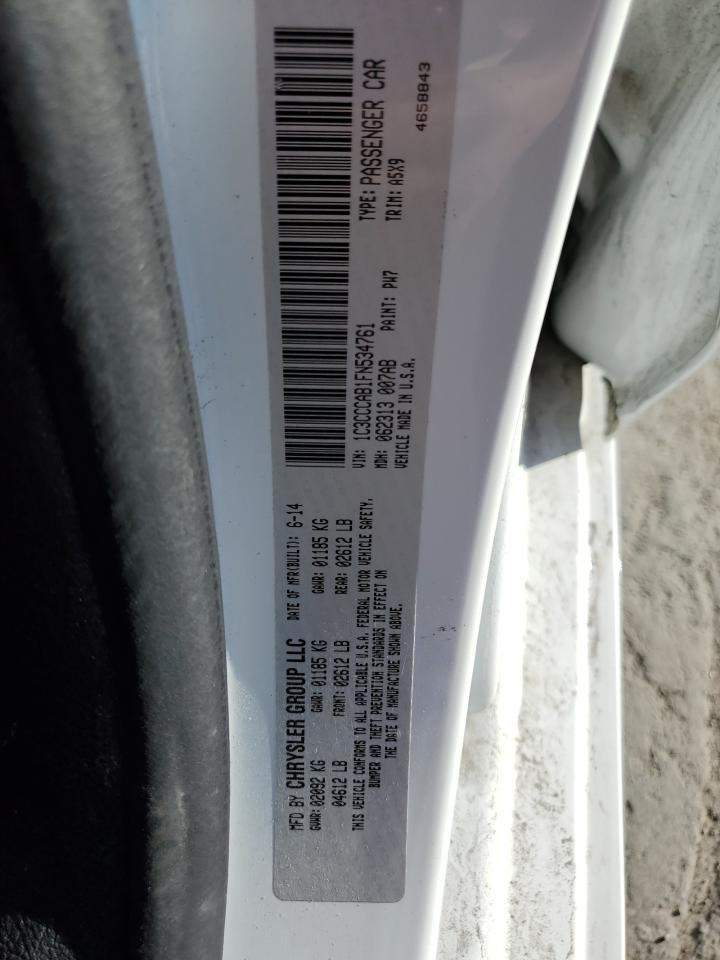 MFD BY CHRYSLER GROUP LLC DATE OF MFR(BUILT): 6-14
GVWR: 02092 KG GAWR: 01185 KG GAWR: 01185 KG
04612 LB FRONT: 02612 LB REAR: 02612 LB
THIS VEHICLE CONFORMS TO ALL APPLICABLE U.S.A. FEDERAL MOTOR VEHICLE SAFETY,
BUMPER AND THEFT PREVENTION STANDARDS IN EFFECT ON
THE DATE OF MANUFACTURE SHOWN ABOVE.
VIN: 1C3CCCAB1FN534761 TYPE: PASSENGER CAR
MDH: 062313 007AB PAINT: PW7 TRIM: A5X9
VEHICLE MADE IN U.S.A.
4658843